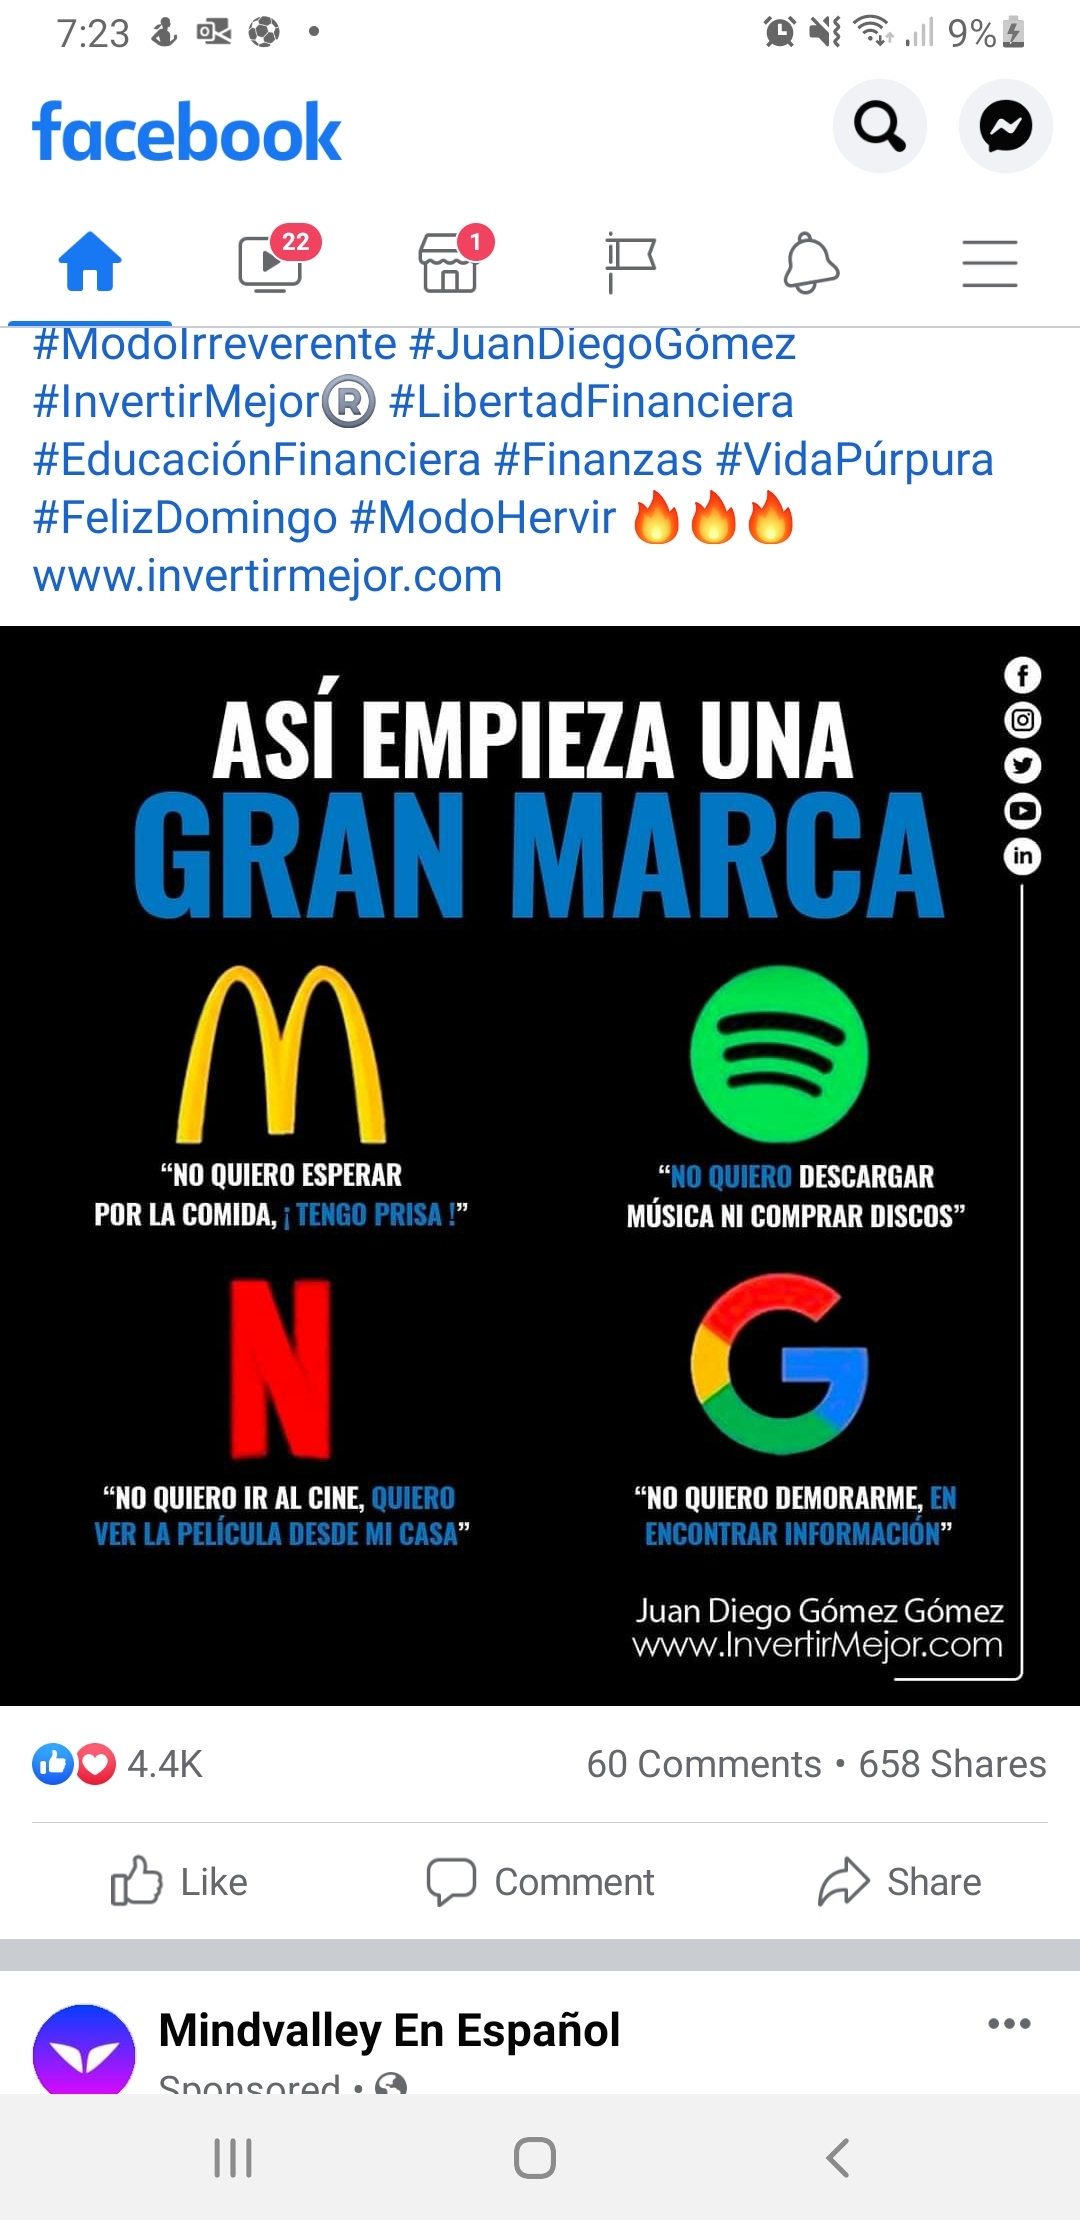 7:23
9%
facebook
22
1
#ModoIrreverente #JuanDiegoGómez
#InvertirMejor® #LibertadFinanciera
#EducaciónFinanciera #Finanzas #VidaPúrpura
#FelizDomingo #ModoHervir 🔥🔥🔥
www.invertirmejor.com
ASÍ EMPIEZA UNA
GRAN MARCA
“NO QUIERO ESPERAR
POR LA COMIDA, ¡ TENGO PRISA !”
“NO QUIERO DESCARGAR
MÚSICA NI COMPRAR DISCOS”
“NO QUIERO IR AL CINE, QUIERO
VER LA PELÍCULA DESDE MI CASA”
“NO QUIERO DEMORARME, EN
ENCONTRAR INFORMACIÓN”
Juan Diego Gómez Gómez
www.InvertirMejor.com
4.4K
60 Comments • 658 Shares
Like
Comment
Share
Mindvalley En Español
Sponsored •